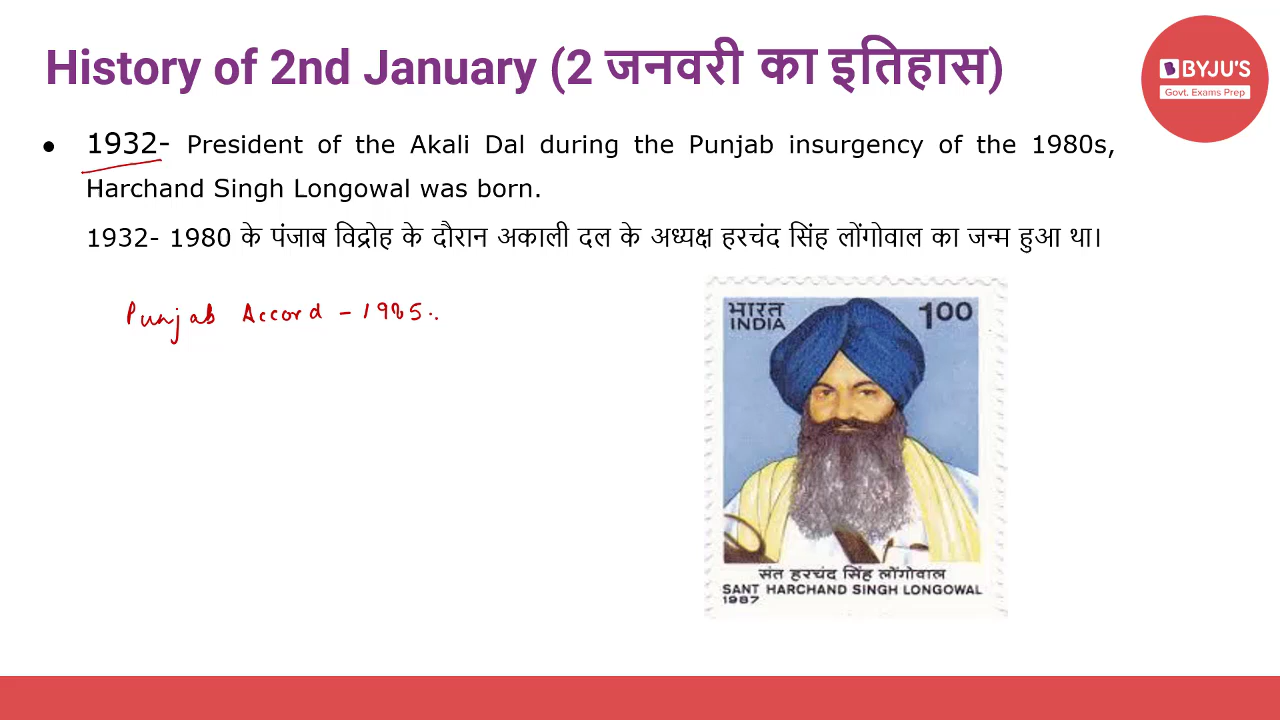 History of 2nd January (2 जनवरी का इतिहास)
BYJU'S
Govt. Exams Prep
● 1932- President of the Akali Dal during the Punjab insurgency of the 1980s,
Harchand Singh Longowal was born.
1932- 1980 के पंजाब विद्रोह के दौरान अकाली दल के अध्यक्ष हरचंद सिंह लोंगोवाल का जन्म हुआ था।
Punjab Accord - 1985..
भारत 100
INDIA
संत हरचंद सिंह लोंगोवाल
SANT HARCHAND SINGH LONGOWAL
1987